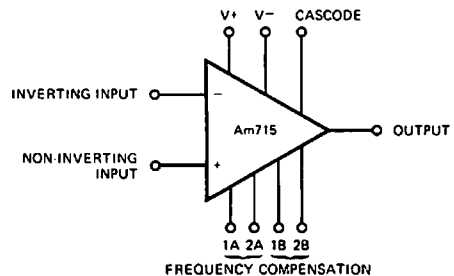 V+ V− CASCODE
INVERTING INPUT
−
Am715
OUTPUT
NON-INVERTING
INPUT
+
1A 2A 1B 2B
FREQUENCY COMPENSATION